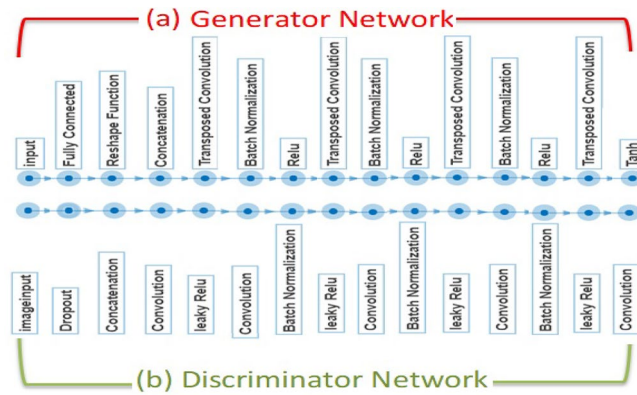 (a) Generator Network
input
Fully Connected
Reshape Function
Concatenation
Transposed Convolution
Batch Normalization
Relu
Transposed Convolution
Batch Normalization
Relu
Transposed Convolution
Batch Normalization
Relu
Transposed Convolution
Tanh
imageinput
Dropout
Concatenation
Convolution
leaky Relu
Convolution
Batch Normalization
leaky Relu
Convolution
Batch Normalization
leaky Relu
Convolution
Batch Normalization
leaky Relu
Convolution
(b) Discriminator Network